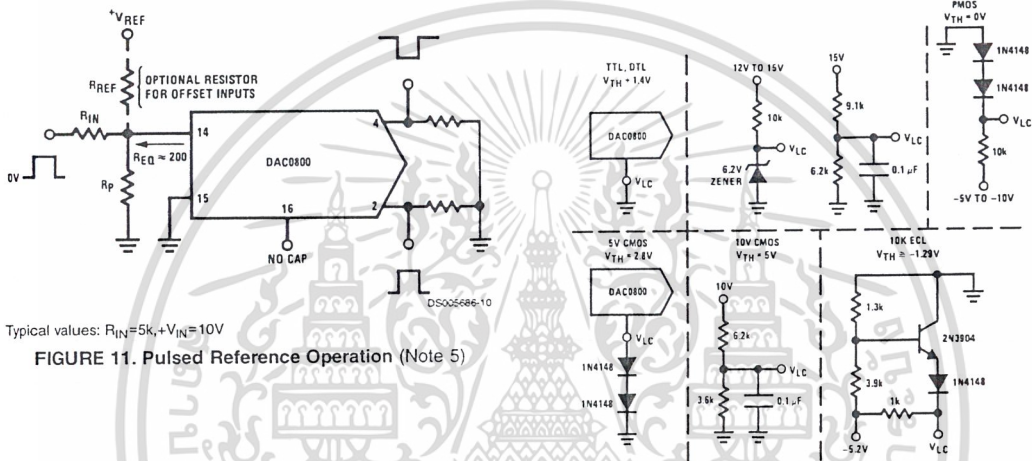 +VREF
RREF
OPTIONAL RESISTOR
FOR OFFSET INPUTS
RIN
0V
REQ ≈ 200
RP
14
15
16
4
2
DAC0800
NO CAP
DS005686-10
Typical values: RIN=5k,+VIN=10V
FIGURE 11. Pulsed Reference Operation (Note 5)
TTL, DTL
VTH = 1.4V
DAC0800
VLC
12V TO 15V
10k
VLC
6.2V
ZENER
15V
9.1k
VLC
6.2k
0.1 µF
PMOS
VTH = 0V
1N4148
1N4148
VLC
10k
-5V TO -10V
5V CMOS
VTH = 2.8V
DAC0800
VLC
1N4148
1N4148
10V CMOS
VTH = 5V
10V
6.2k
VLC
3.6k
0.1 µF
10K ECL
VTH ≅ -1.29V
1.3k
2N3904
3.9k
1N4148
1k
-5.2V
VLC